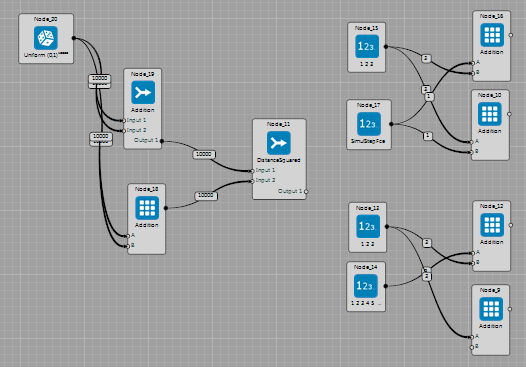 Node_20
Uniform (0,1)
10000
10000
Node_19
Addition
Input 1
Input 2
Output 1
10000
Node_18
Addition
A
B
10000
Node_11
DistanceSquared
Input 1
Input 2
Output 1
Node_15
123
1 2 3
Node_17
123
SimulStepFce
3
3
1
1
Node_16
Addition
A
B
Node_10
Addition
A
B
Node_13
123
1 2 3
Node_14
123
1 2 3 4 5 ...
3
3
Node_12
Addition
A
B
Node_9
Addition
A
B